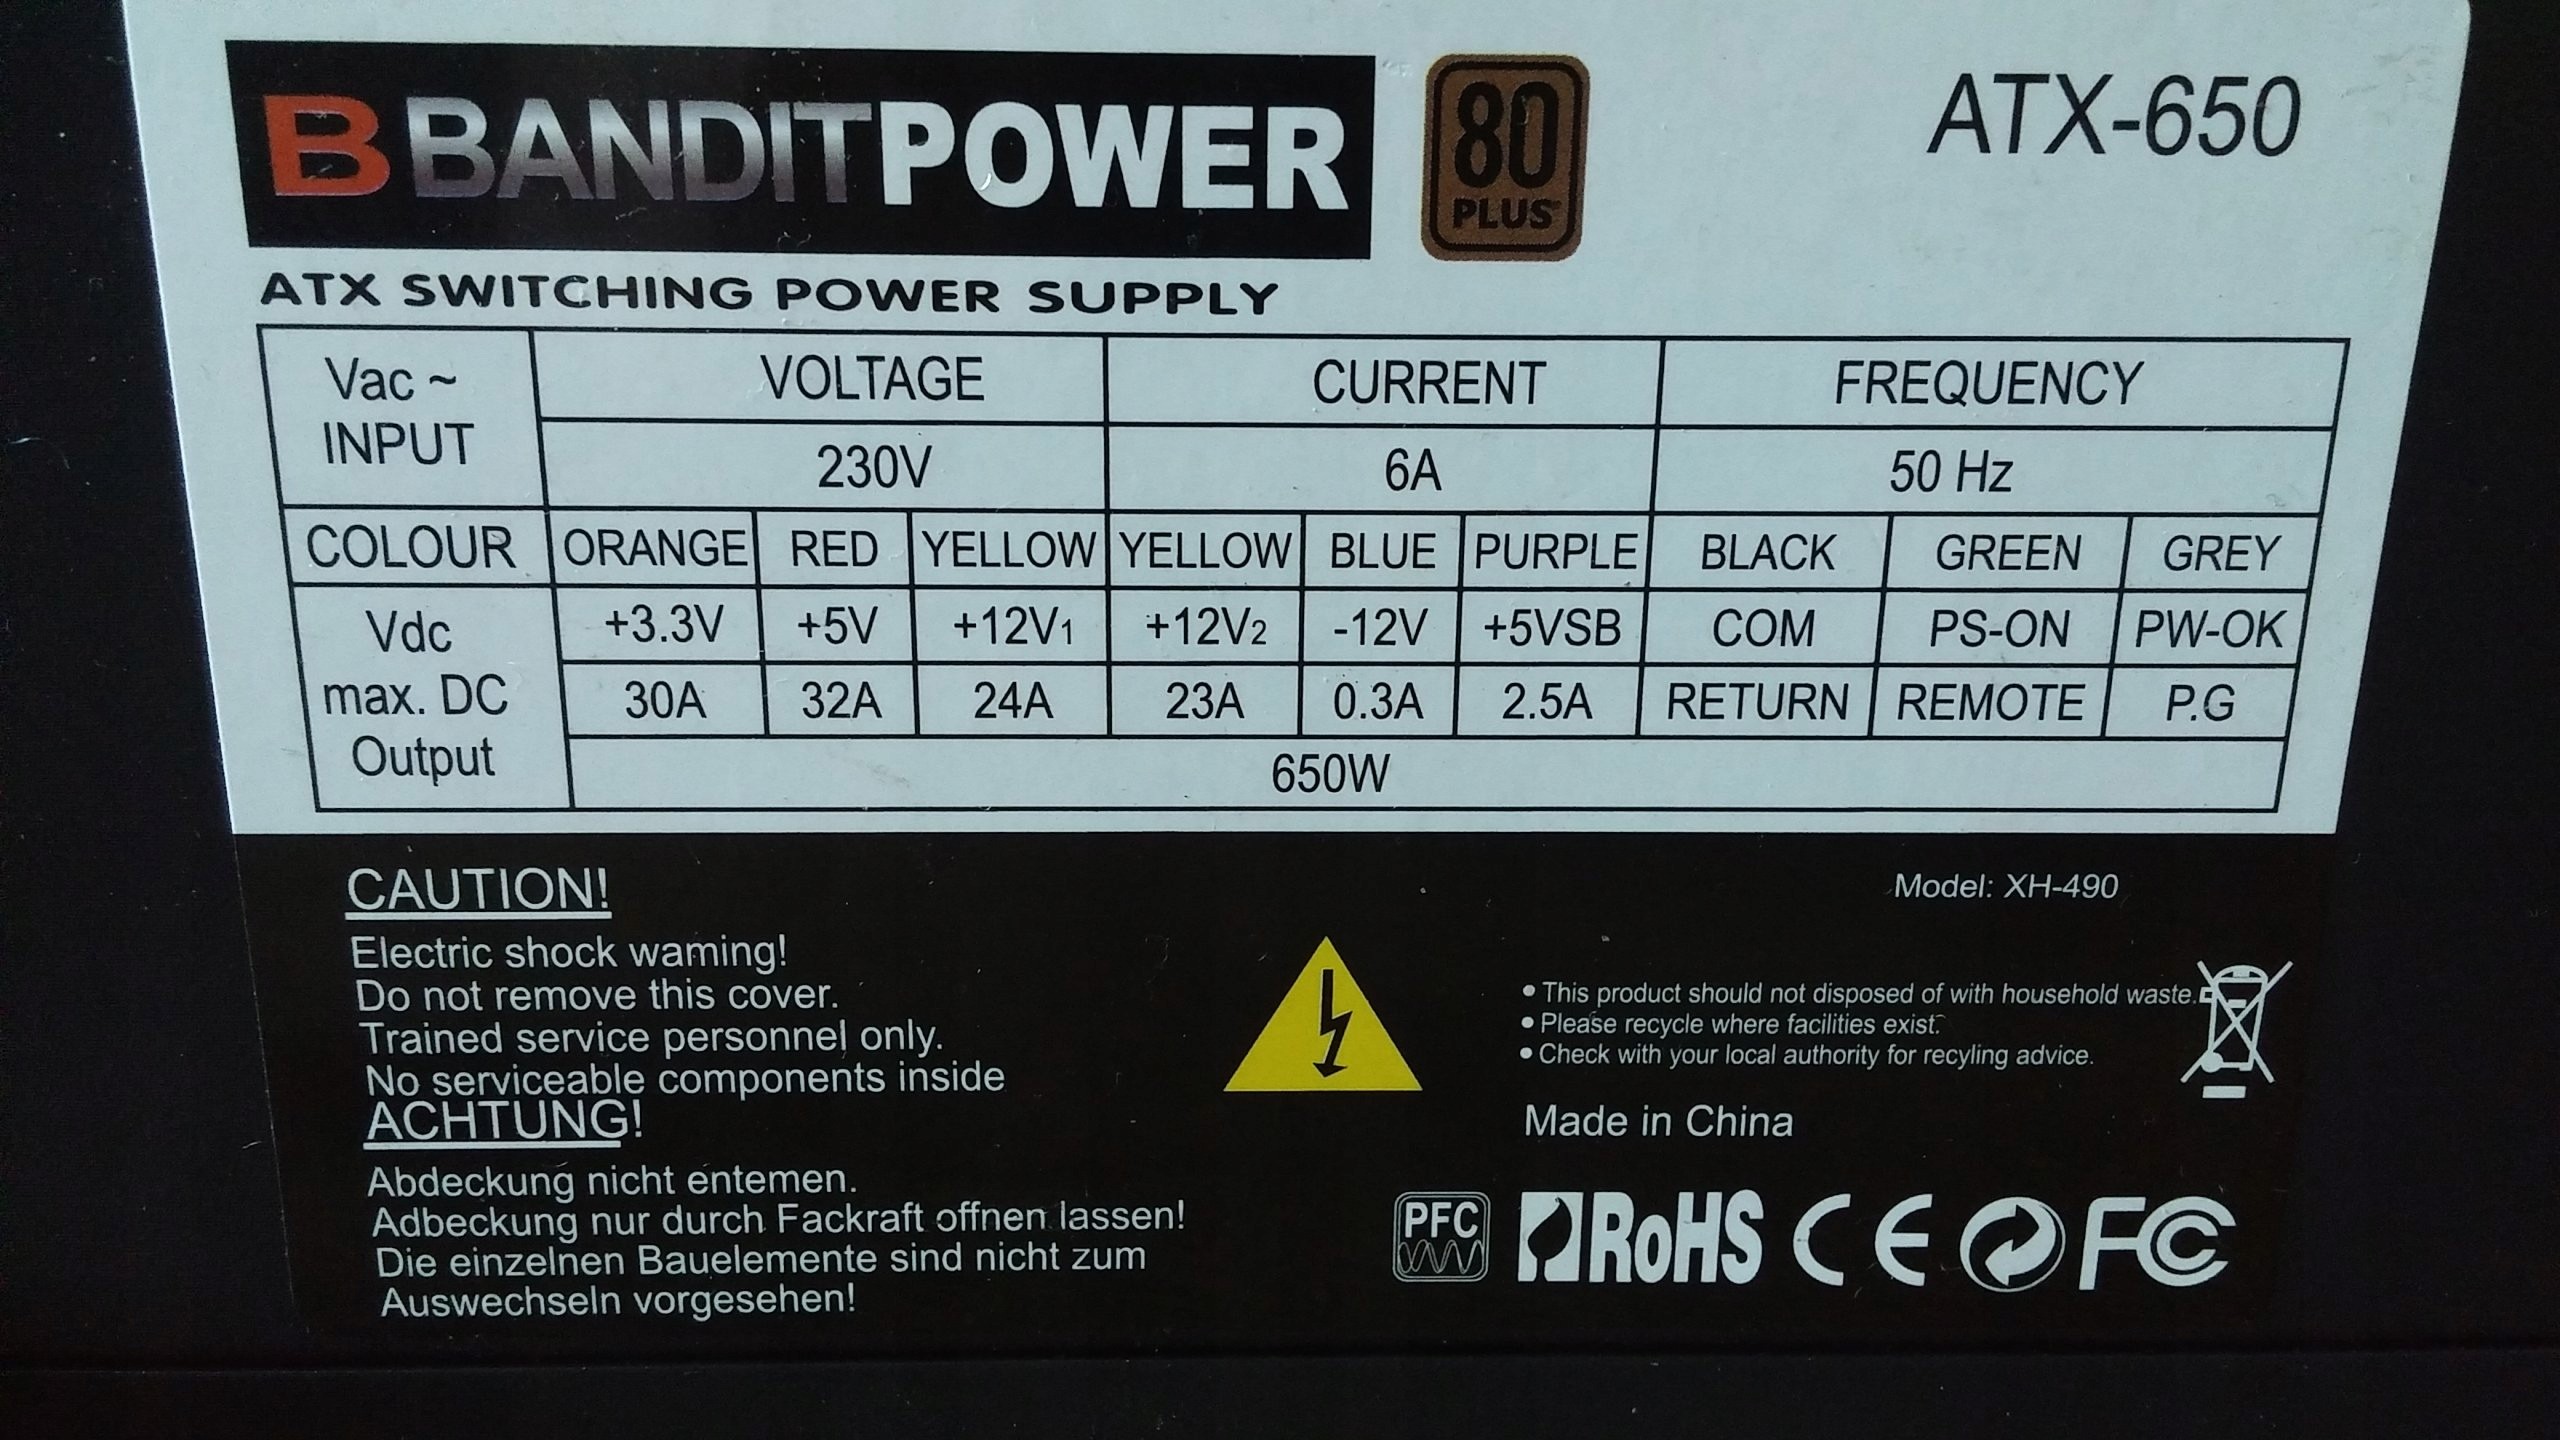 B BANDITPOWER
80 PLUS
ATX-650
ATX SWITCHING POWER SUPPLY
Vac ~ INPUT VOLTAGE CURRENT FREQUENCY
230V 6A 50 Hz
COLOUR ORANGE RED YELLOW YELLOW BLUE PURPLE BLACK GREEN GREY
Vdc max. DC Output +3.3V +5V +12V1 +12V2 -12V +5VSB COM PS-ON PW-OK
30A 32A 24A 23A 0.3A 2.5A RETURN REMOTE P.G
650W
CAUTION!
Electric shock waming!
Do not remove this cover.
Trained service personnel only.
No serviceable components inside
ACHTUNG!
Abdeckung nicht entemen.
Adbeckung nur durch Fackraft offnen lassen!
Die einzelnen Bauelemente sind nicht zum
Auswechseln vorgesehen!
Model: XH-490
• This product should not disposed of with household waste.
• Please recycle where facilities exist.
• Check with your local authority for recyling advice.
Made in China
PFC RoHS CE FC